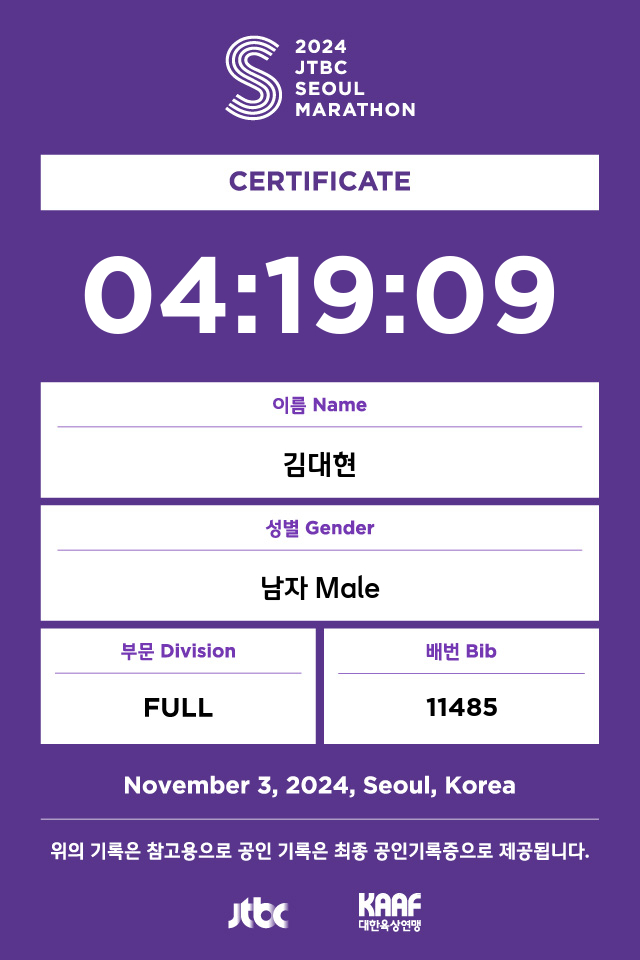 2024
JTBC
SEOUL
MARATHON
CERTIFICATE
04:19:09
이름 Name
김대현
성별 Gender
남자 Male
부문 Division
FULL
배번 Bib
11485
November 3, 2024, Seoul, Korea
위의 기록은 참고용으로 공인 기록은 최종 공인기록증으로 제공됩니다.
jtbc
KAAF
대한육상연맹